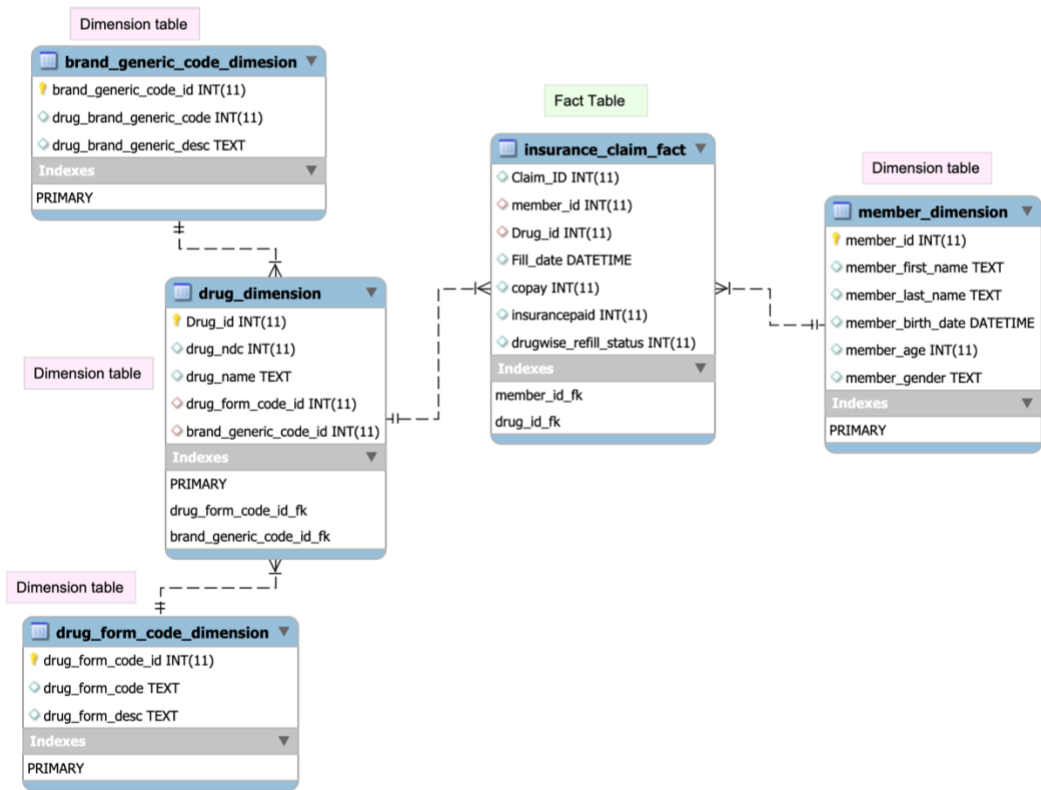 Dimension table
brand_generic_code_dimesion
brand_generic_code_id INT(11)
drug_brand_generic_code INT(11)
drug_brand_generic_desc TEXT
Indexes
PRIMARY
Fact Table
insurance_claim_fact
Claim_ID INT(11)
member_id INT(11)
Drug_id INT(11)
Fill_date DATETIME
copay INT(11)
insurancepaid INT(11)
drugwise_refill_status INT(11)
Indexes
member_id_fk
drug_id_fk
Dimension table
member_dimension
member_id INT(11)
member_first_name TEXT
member_last_name TEXT
member_birth_date DATETIME
member_age INT(11)
member_gender TEXT
Indexes
PRIMARY
Dimension table
drug_dimension
Drug_id INT(11)
drug_ndc INT(11)
drug_name TEXT
drug_form_code_id INT(11)
brand_generic_code_id INT(11)
Indexes
PRIMARY
drug_form_code_id_fk
brand_generic_code_id_fk
Dimension table
drug_form_code_dimension
drug_form_code_id INT(11)
drug_form_code TEXT
drug_form_desc TEXT
Indexes
PRIMARY